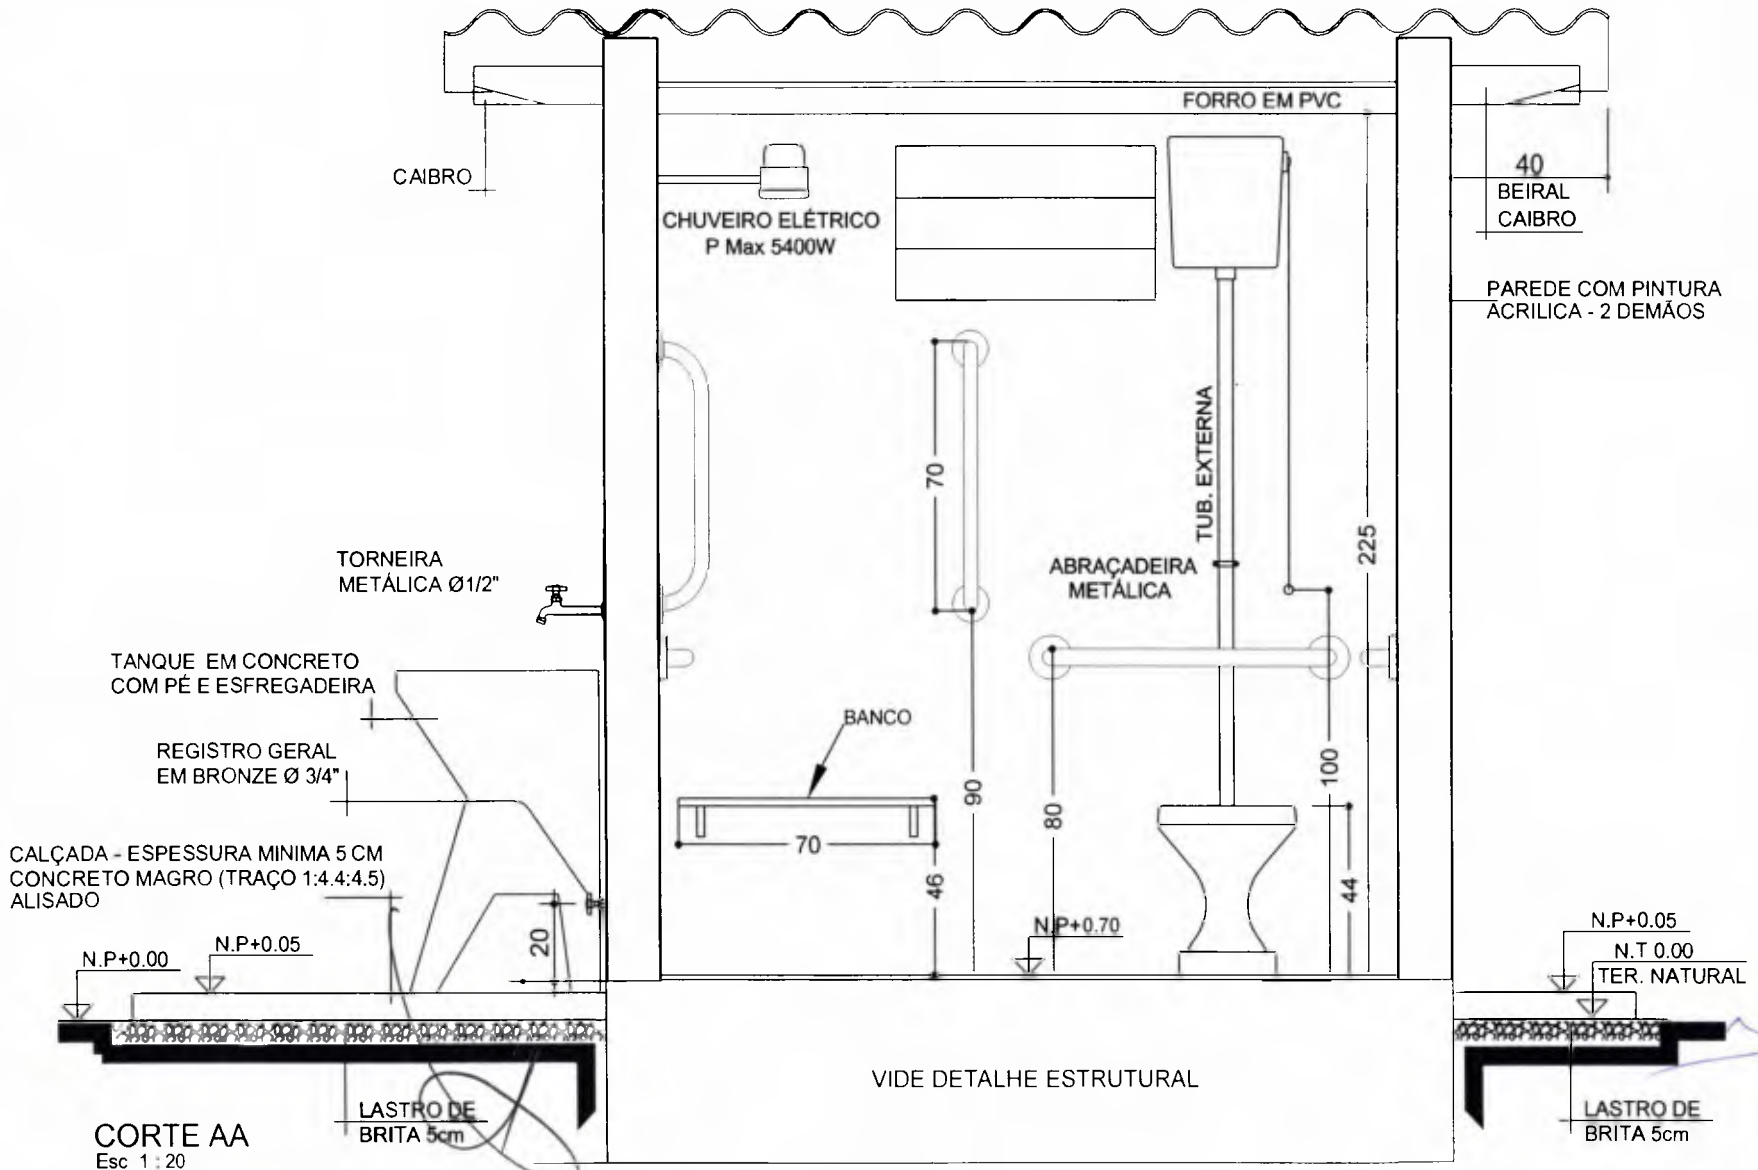 FORRO EM PVC
CAIBRO
40
BEIRAL
CAIBRO
CHUVEIRO ELÉTRICO
P Max 5400W
PAREDE COM PINTURA
ACRILICA - 2 DEMÃOS
70
TUB. EXTERNA
225
TORNEIRA
METÁLICA Ø1/2"
ABRAÇADEIRA
METÁLICA
TANQUE EM CONCRETO
COM PÉ E ESFREGADEIRA
BANCO
REGISTRO GERAL
EM BRONZE Ø 3/4"
90
80
100
70
CALÇADA - ESPESSURA MINIMA 5 CM
CONCRETO MAGRO (TRAÇO 1:4.4:4.5)
ALISADO
46
44
20
N.P+0.70
N.P+0.00
N.P+0.05
N.P+0.05
N.T 0.00
TER. NATURAL
VIDE DETALHE ESTRUTURAL
LASTRO DE
BRITA 5cm
LASTRO DE
BRITA 5cm
CORTE AA
Esc 1 : 20